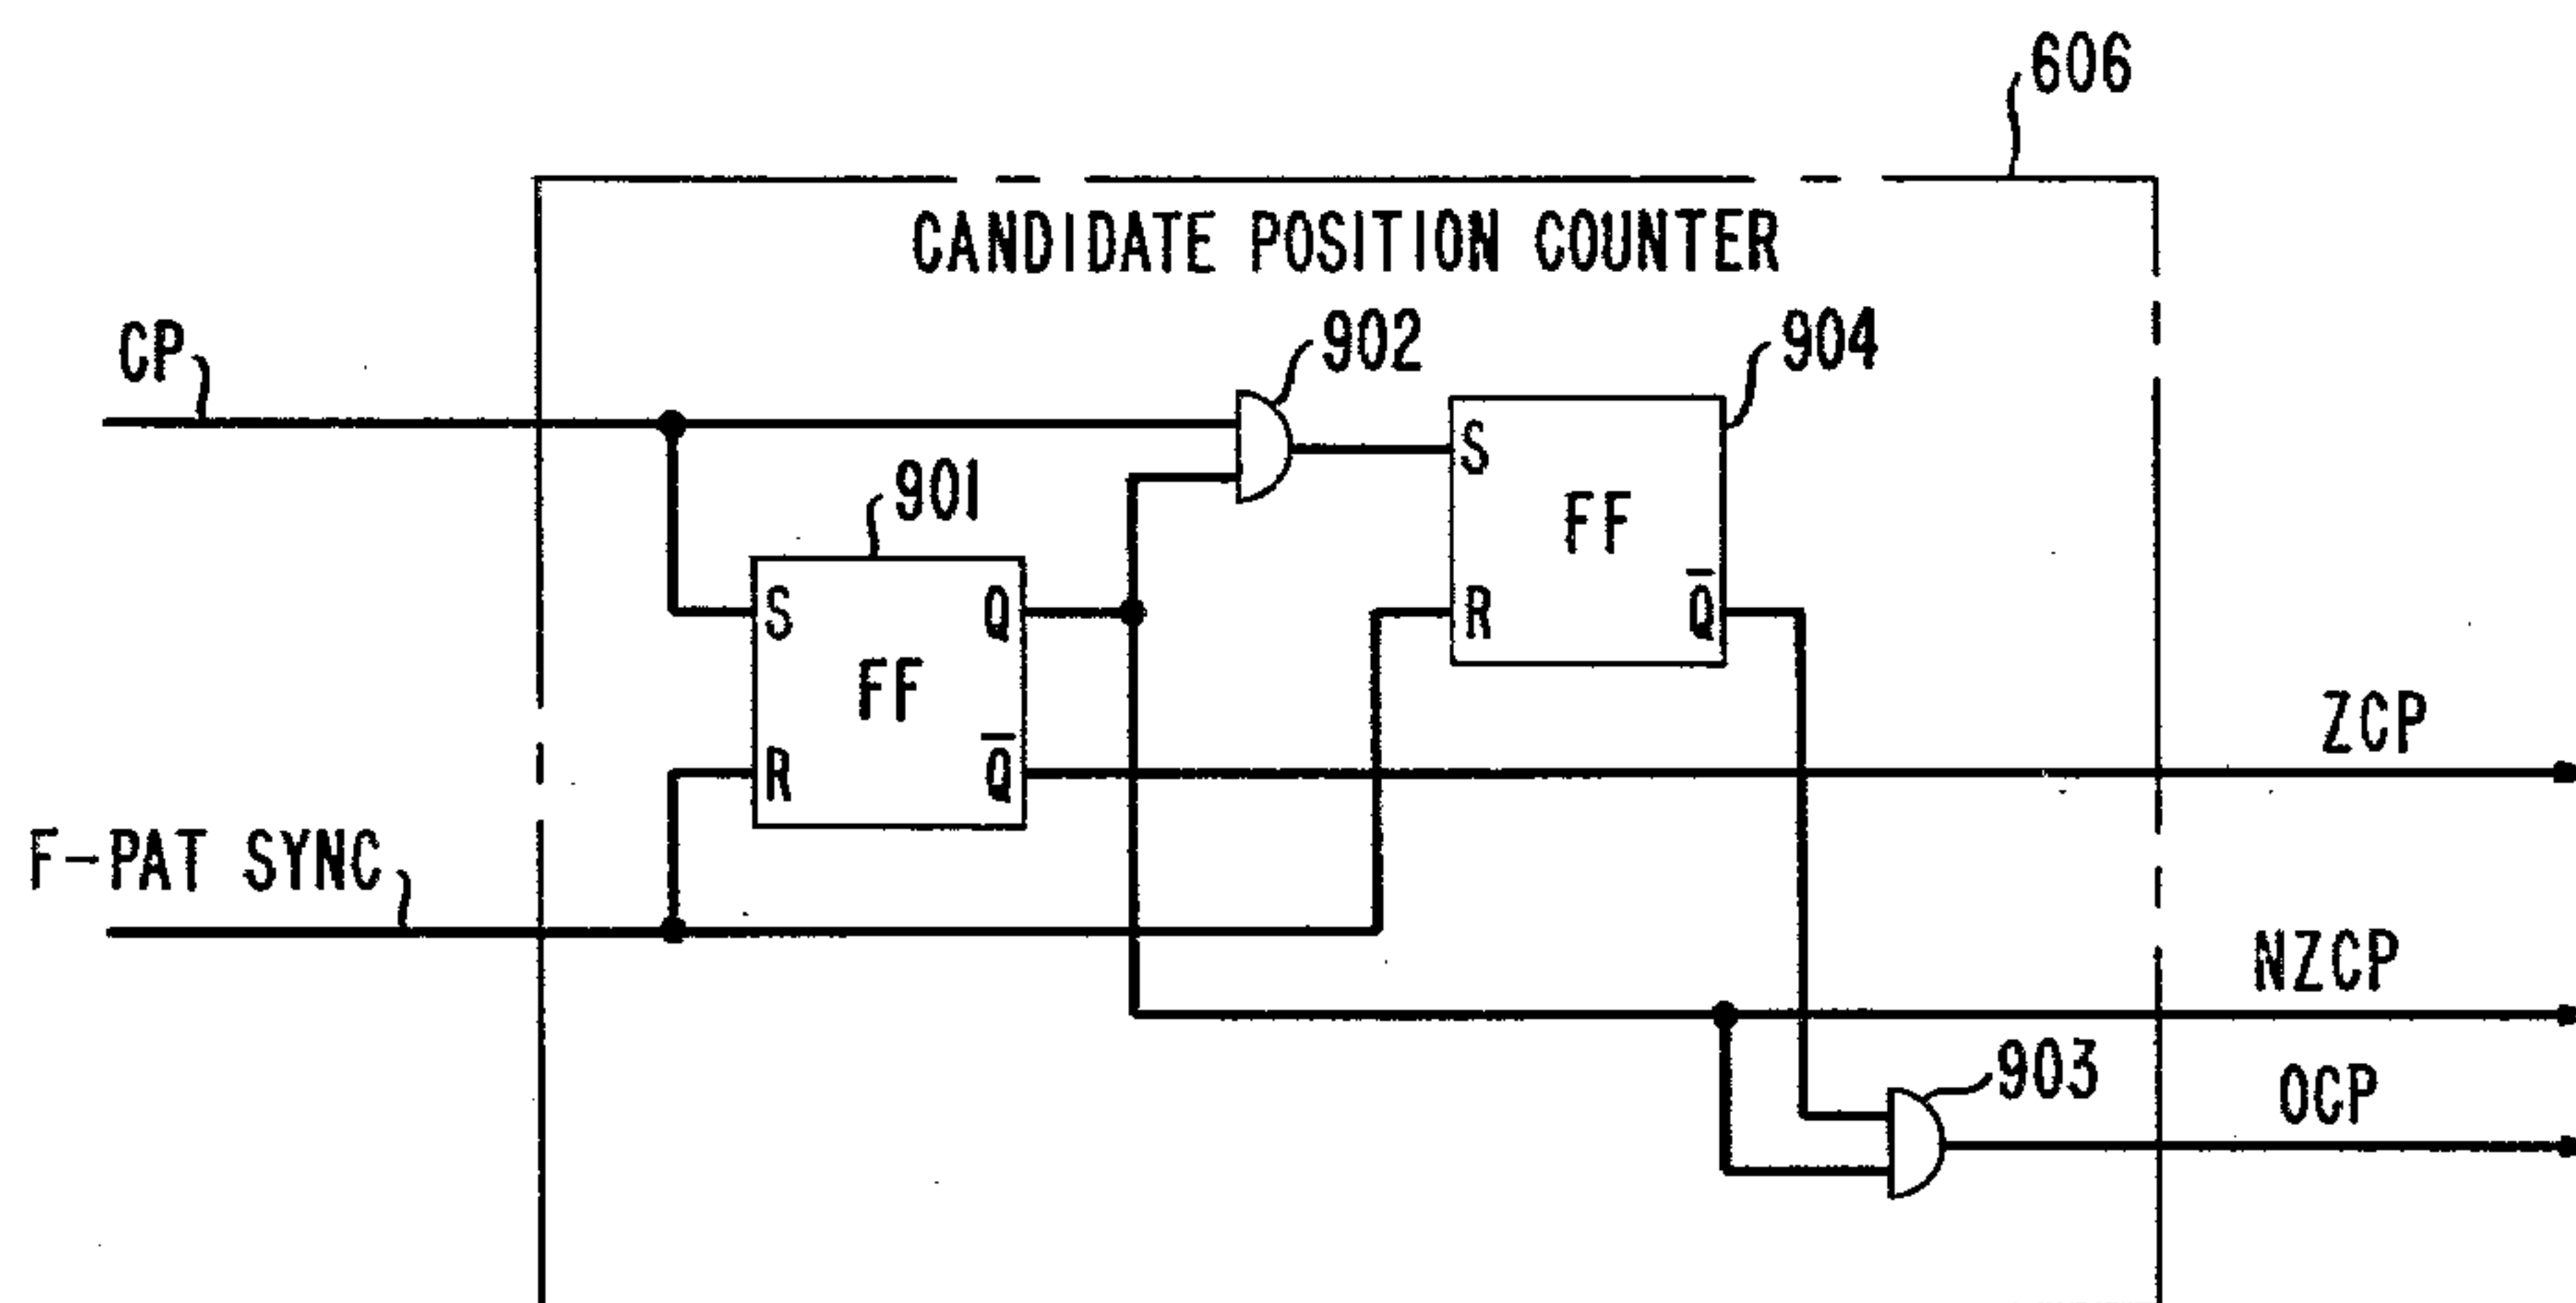 606
CANDIDATE POSITION COUNTER
CP
902
904
S
FF
R
Q̅
901
S
Q
FF
R
Q̅
ZCP
F-PAT SYNC
NZCP
903
OCP